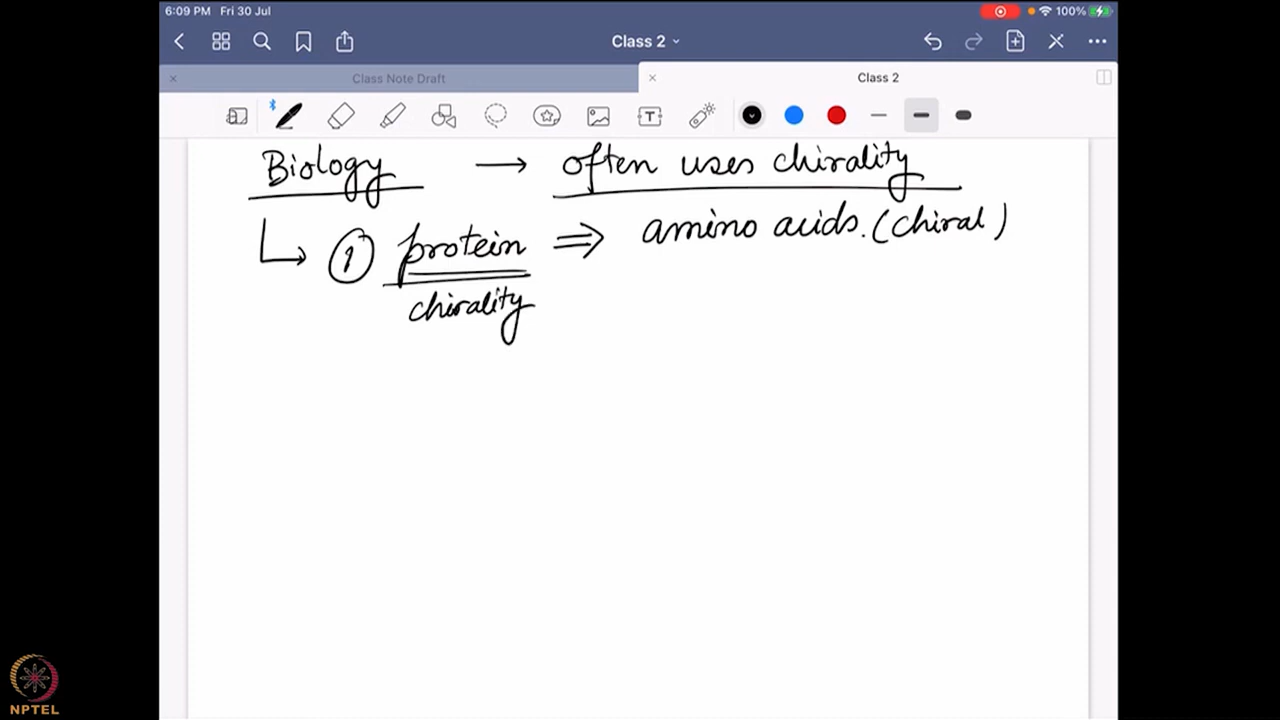 6:09 PM Fri 30 Jul 100%
Class 2
Class Note Draft Class 2
T
Biology → often uses chirality
① protein ⇒ amino acids. (chiral)
chirality
NPTEL